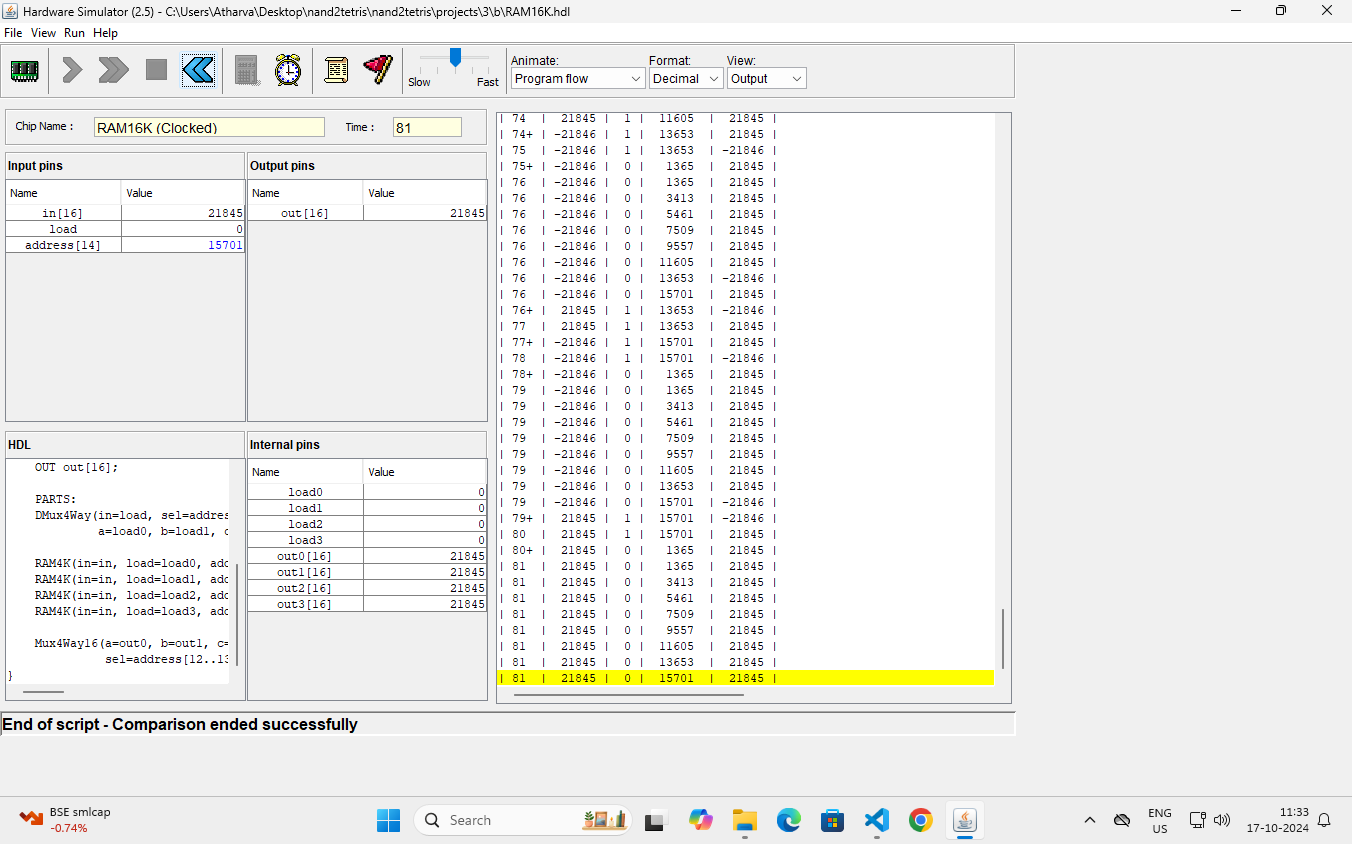 Hardware Simulator (2.5) - C:\Users\Atharva\Desktop\nand2tetris\nand2tetris\projects\3\b\RAM16K.hdl
File View Run Help
Slow Fast
Animate: Format: View:
Program flow Decimal Output
Chip Name : RAM16K (Clocked) Time : 81
Input pins
Name Value
in[16] 21845
load 0
address[14] 15701
Output pins
Name Value
out[16] 21845
HDL
OUT out[16];
PARTS:
DMux4Way(in=load, sel=addres
a=load0, b=load1, c
RAM4K(in=in, load=load0, add
RAM4K(in=in, load=load1, add
RAM4K(in=in, load=load2, add
RAM4K(in=in, load=load3, add
Mux4Way16(a=out0, b=out1, c=
sel=address[12..13
}
Internal pins
Name Value
load0 0
load1 0
load2 0
load3 0
out0[16] 21845
out1[16] 21845
out2[16] 21845
out3[16] 21845
| 74 | 21845 | 1 | 11605 | 21845 |
| 74+ | -21846 | 1 | 13653 | 21845 |
| 75 | -21846 | 1 | 13653 | -21846 |
| 75+ | -21846 | 0 | 1365 | 21845 |
| 76 | -21846 | 0 | 1365 | 21845 |
| 76 | -21846 | 0 | 3413 | 21845 |
| 76 | -21846 | 0 | 5461 | 21845 |
| 76 | -21846 | 0 | 7509 | 21845 |
| 76 | -21846 | 0 | 9557 | 21845 |
| 76 | -21846 | 0 | 11605 | 21845 |
| 76 | -21846 | 0 | 13653 | -21846 |
| 76 | -21846 | 0 | 15701 | 21845 |
| 76+ | 21845 | 1 | 13653 | -21846 |
| 77 | 21845 | 1 | 13653 | 21845 |
| 77+ | -21846 | 1 | 15701 | 21845 |
| 78 | -21846 | 1 | 15701 | -21846 |
| 78+ | -21846 | 0 | 1365 | 21845 |
| 79 | -21846 | 0 | 1365 | 21845 |
| 79 | -21846 | 0 | 3413 | 21845 |
| 79 | -21846 | 0 | 5461 | 21845 |
| 79 | -21846 | 0 | 7509 | 21845 |
| 79 | -21846 | 0 | 9557 | 21845 |
| 79 | -21846 | 0 | 11605 | 21845 |
| 79 | -21846 | 0 | 13653 | 21845 |
| 79 | -21846 | 0 | 15701 | -21846 |
| 79+ | 21845 | 1 | 15701 | -21846 |
| 80 | 21845 | 1 | 15701 | 21845 |
| 80+ | 21845 | 0 | 1365 | 21845 |
| 81 | 21845 | 0 | 1365 | 21845 |
| 81 | 21845 | 0 | 3413 | 21845 |
| 81 | 21845 | 0 | 5461 | 21845 |
| 81 | 21845 | 0 | 7509 | 21845 |
| 81 | 21845 | 0 | 9557 | 21845 |
| 81 | 21845 | 0 | 11605 | 21845 |
| 81 | 21845 | 0 | 13653 | 21845 |
| 81 | 21845 | 0 | 15701 | 21845 |
End of script - Comparison ended successfully
BSE smlcap
-0.74%
Search
ENG
US
11:33
17-10-2024